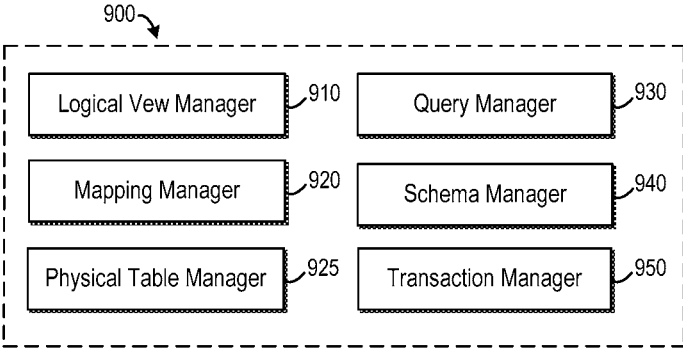 900
Logical Vew Manager 910 Query Manager 930
Mapping Manager 920 Schema Manager 940
Physical Table Manager 925 Transaction Manager 950